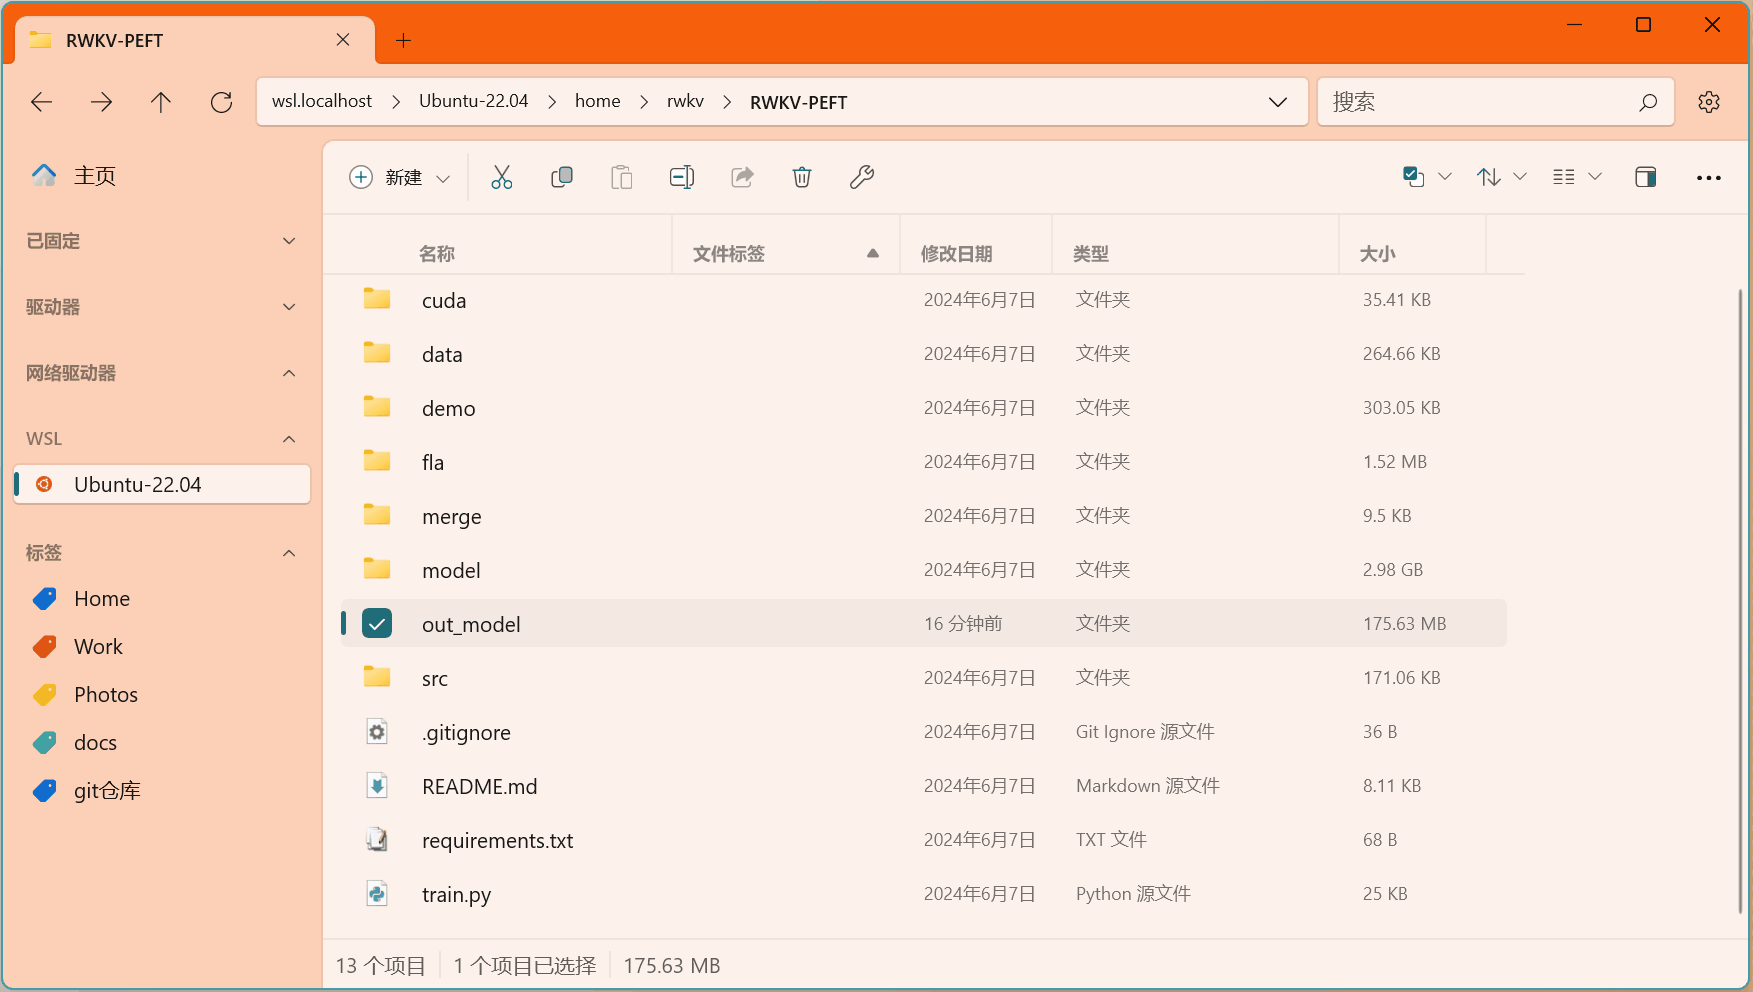 RWKV-PEFT
wsl.localhost > Ubuntu-22.04 > home > rwkv > RWKV-PEFT
搜索
主页
已固定
驱动器
网络驱动器
WSL
Ubuntu-22.04
标签
Home
Work
Photos
docs
git仓库
新建
名称 文件标签 修改日期 类型 大小
cuda 2024年6月7日 文件夹 35.41 KB
data 2024年6月7日 文件夹 264.66 KB
demo 2024年6月7日 文件夹 303.05 KB
fla 2024年6月7日 文件夹 1.52 MB
merge 2024年6月7日 文件夹 9.5 KB
model 2024年6月7日 文件夹 2.98 GB
out_model 16 分钟前 文件夹 175.63 MB
src 2024年6月7日 文件夹 171.06 KB
.gitignore 2024年6月7日 Git Ignore 源文件 36 B
README.md 2024年6月7日 Markdown 源文件 8.11 KB
requirements.txt 2024年6月7日 TXT 文件 68 B
train.py 2024年6月7日 Python 源文件 25 KB
13 个项目 1 个项目已选择 175.63 MB